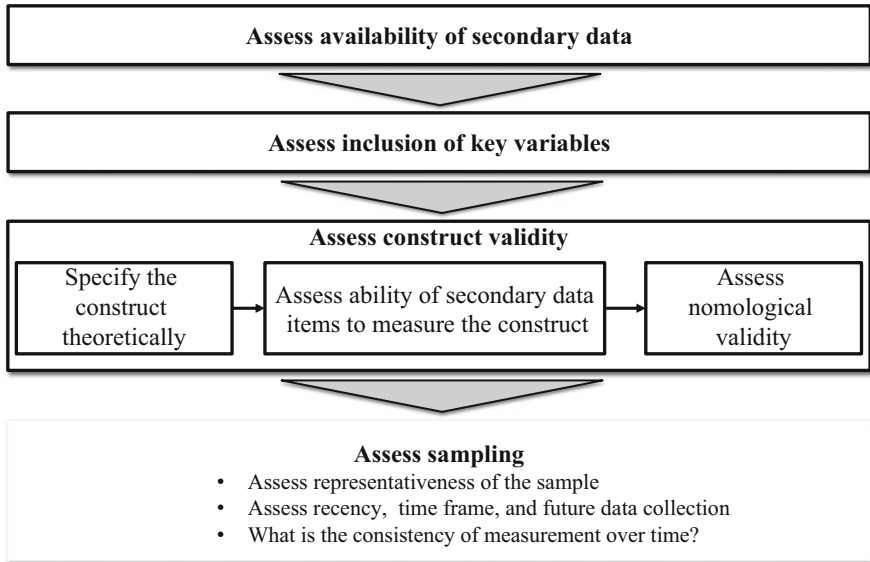 Assess availability of secondary data
Assess inclusion of key variables
Assess construct validity
Specify the
construct
theoretically
Assess ability of secondary data
items to measure the construct
Assess
nomological
validity
Assess sampling
• Assess representativeness of the sample
• Assess recency, time frame, and future data collection
• What is the consistency of measurement over time?